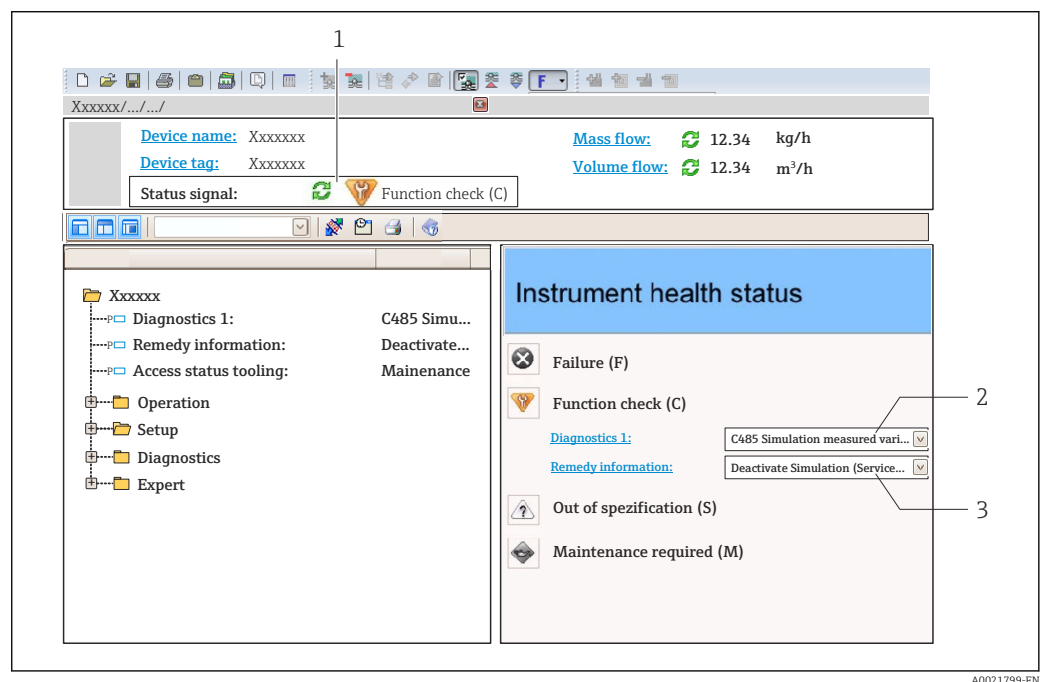 1
F
Xxxxxx/.../.../
Device name: Xxxxxxx
Mass flow: 12.34 kg/h
Device tag: Xxxxxxx
Volume flow: 12.34 m³/h
Status signal: Function check (C)
Xxxxxx
P Diagnostics 1: C485 Simu...
P Remedy information: Deactivate...
P Access status tooling: Mainenance
Operation
Setup
Diagnostics
Expert
Instrument health status
Failure (F)
Function check (C)
2
Diagnostics 1: C485 Simulation measured vari...
Remedy information: Deactivate Simulation (Service...
Out of spezification (S)
3
Maintenance required (M)
A0021799-EN